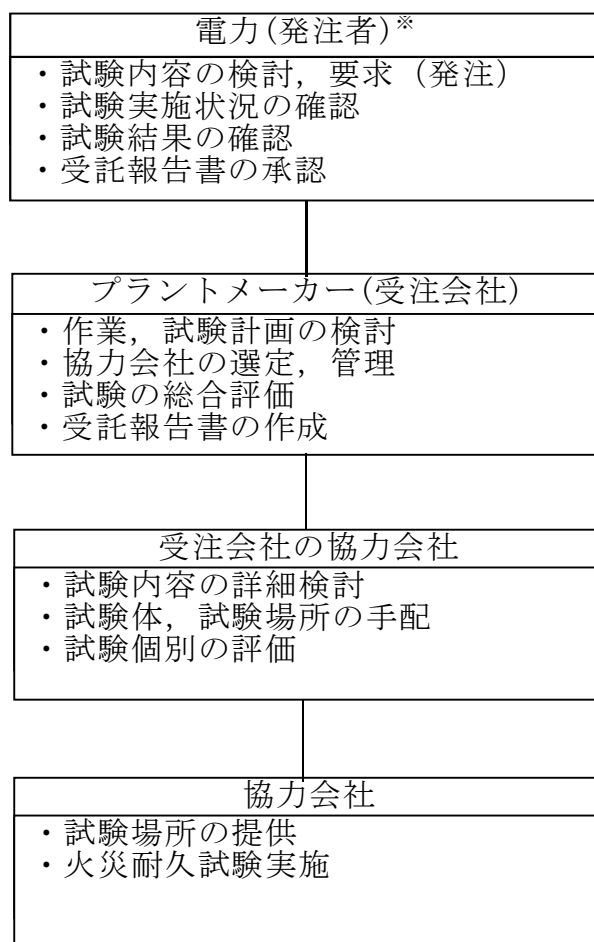 電力(発注者)※
・試験内容の検討，要求（発注）
・試験実施状況の確認
・試験結果の確認
・受託報告書の承認
プラントメーカー(受注会社)
・作業，試験計画の検討
・協力会社の選定，管理
・試験の総合評価
・受託報告書の作成
受注会社の協力会社
・試験内容の詳細検討
・試験体，試験場所の手配
・試験個別の評価
協力会社
・試験場所の提供
・火災耐久試験実施